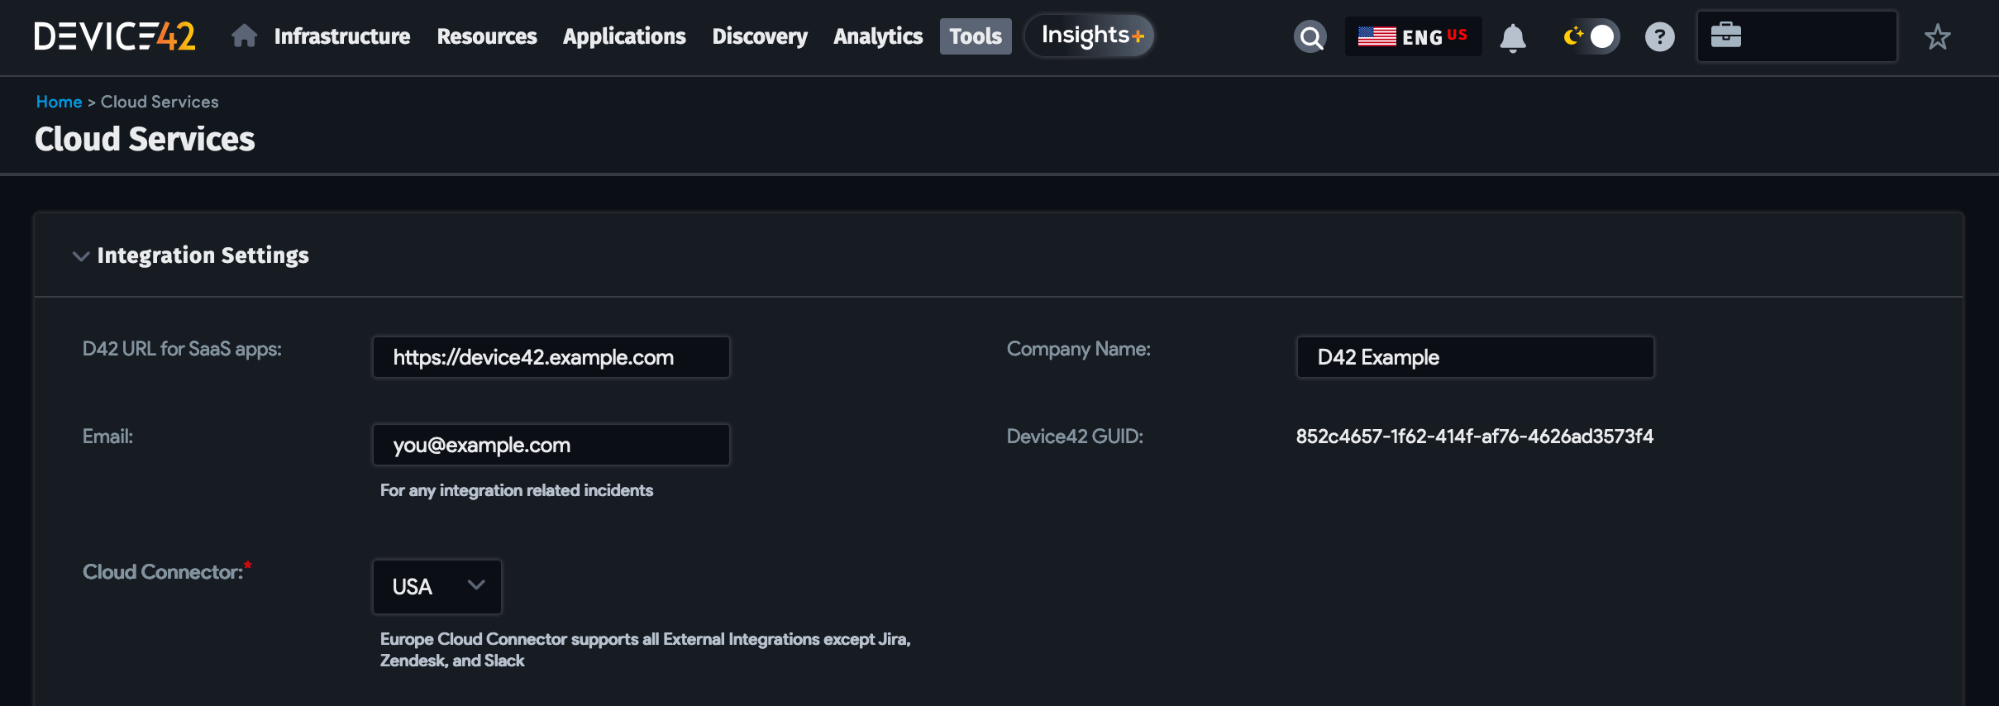 DEVICE42 Infrastructure Resources Applications Discovery Analytics Tools Insights+ ENG US
Home > Cloud Services
Cloud Services
Integration Settings
D42 URL for SaaS apps: https://device42.example.com Company Name: D42 Example
Email: you@example.com Device42 GUID: 852c4657-1f62-414f-af76-4626ad3573f4
For any integration related incidents
Cloud Connector:* USA
Europe Cloud Connector supports all External Integrations except Jira,
Zendesk, and Slack